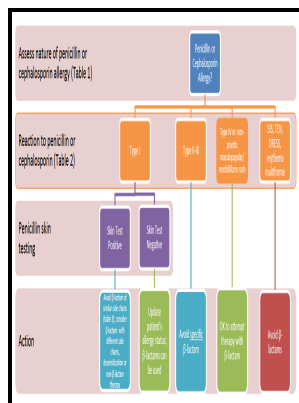 Assess nature of penicillin or
cephalosporin allergy (Table 1)
Penicillin or
Cephalosporin
Allergy?
Reaction to penicillin or
cephalosporin (Table 2)
Type I
Type II-III
Type IV or non-
pruritic
maculopapular/
morbilliform rash
SJS, TEN,
DRESS,
erythema
multiforme
Penicillin skin
testing
Skin Test
Positive
Skin Test
Negative
Action
Avoid β-lactam of
similar side chains
(Table 3); consider
β-lactam with
different side
chains,
desensitization or
non-β-lactam
therapy
Update
patient's
allergy status;
β-lactams can
be used
Avoid specific
β-lactam
OK to attempt
therapy with
β-lactam
Avoid β-
lactams